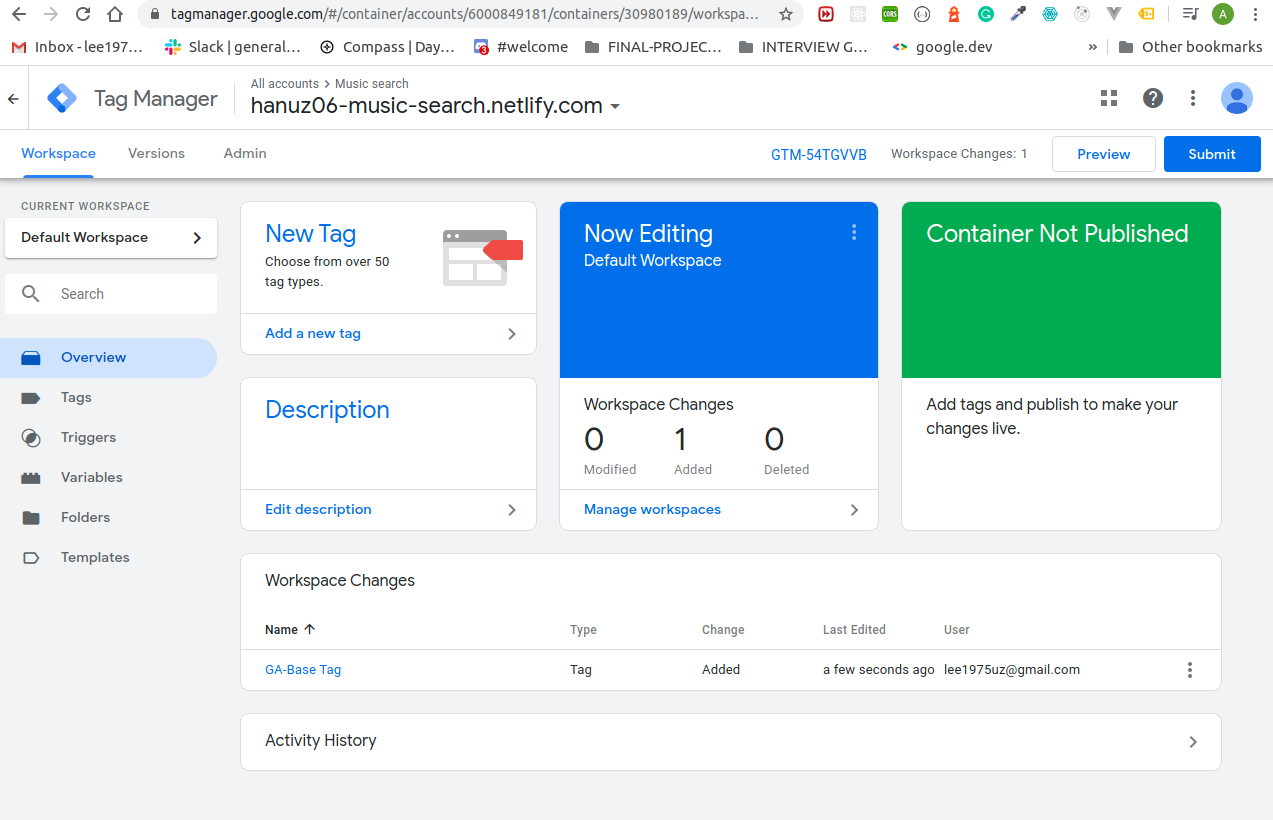 tagmanager.google.com/#/container/accounts/6000849181/containers/30980189/workspa...
A
Inbox - lee197... Slack | general... Compass | Day... #welcome FINAL-PROJEC... INTERVIEW G... google.dev » Other bookmarks
All accounts > Music search
Tag Manager hanuz06-music-search.netlify.com
Workspace Versions Admin GTM-54TGVVB Workspace Changes: 1 Preview Submit
CURRENT WORKSPACE
Default Workspace
Search
Overview
Tags
Triggers
Variables
Folders
Templates
New Tag
Choose from over 50
tag types.
Add a new tag
Description
Edit description
Now Editing
Default Workspace
Workspace Changes
0 1 0
Modified Added Deleted
Manage workspaces
Container Not Published
Add tags and publish to make your
changes live.
Workspace Changes
Name Type Change Last Edited User
GA-Base Tag Tag Added a few seconds ago lee1975uz@gmail.com
Activity History